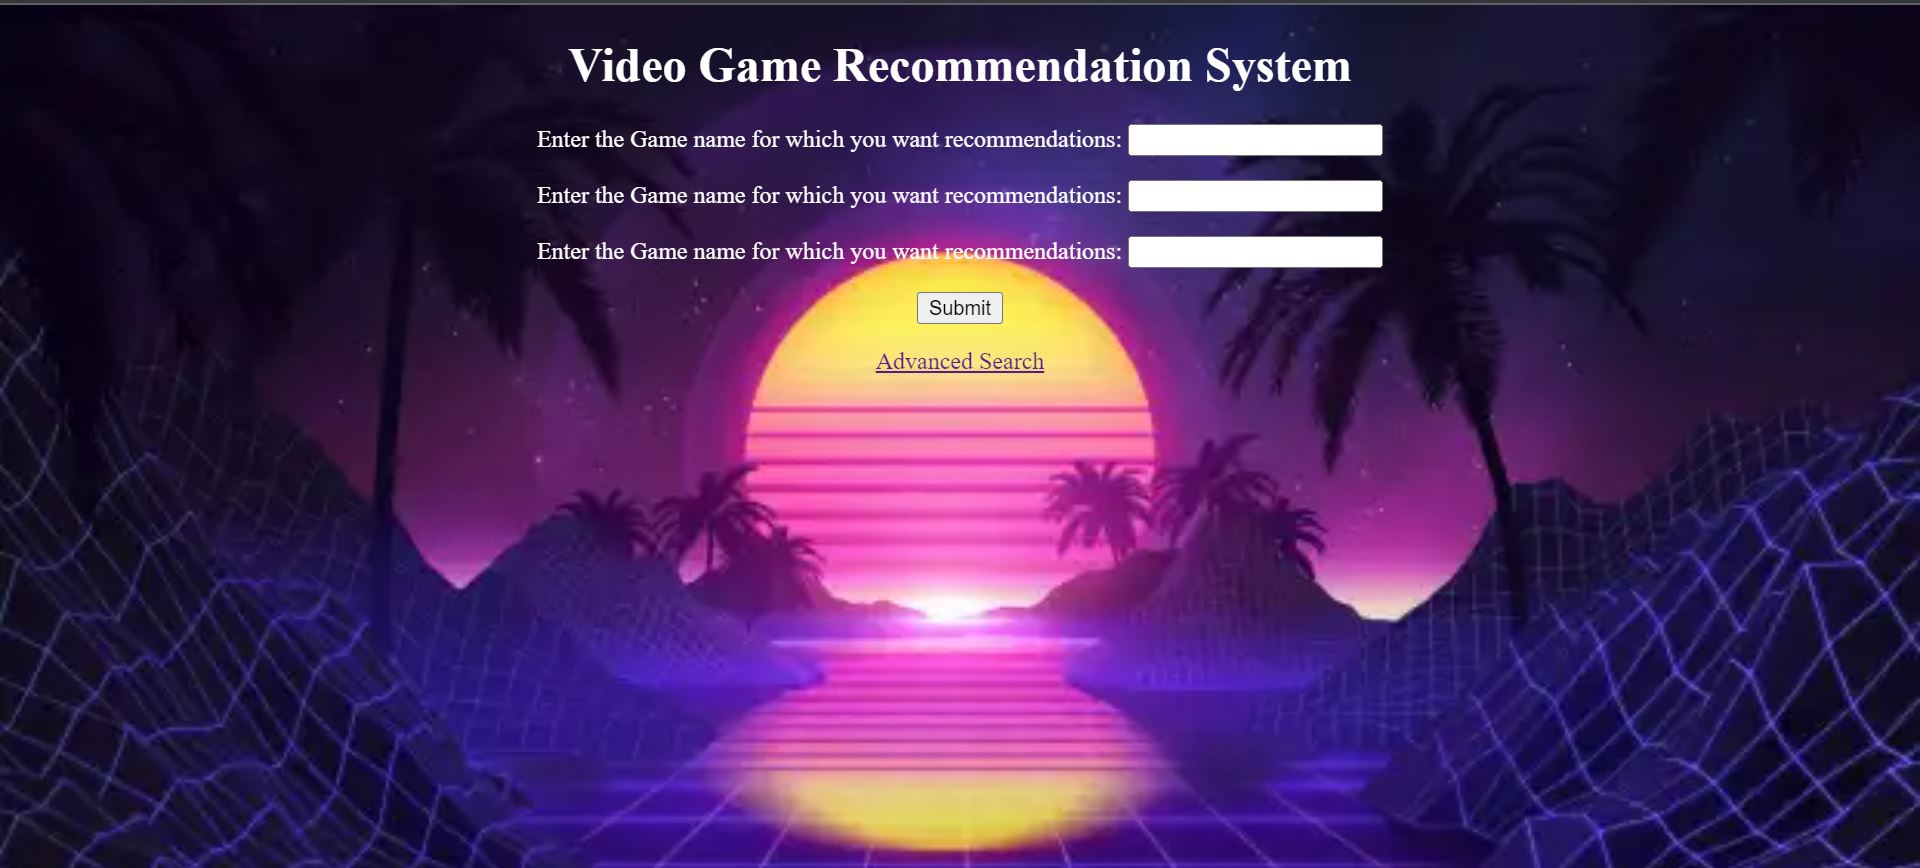 Video Game Recommendation System
Enter the Game name for which you want recommendations:
Enter the Game name for which you want recommendations:
Enter the Game name for which you want recommendations:
Submit
Advanced Search